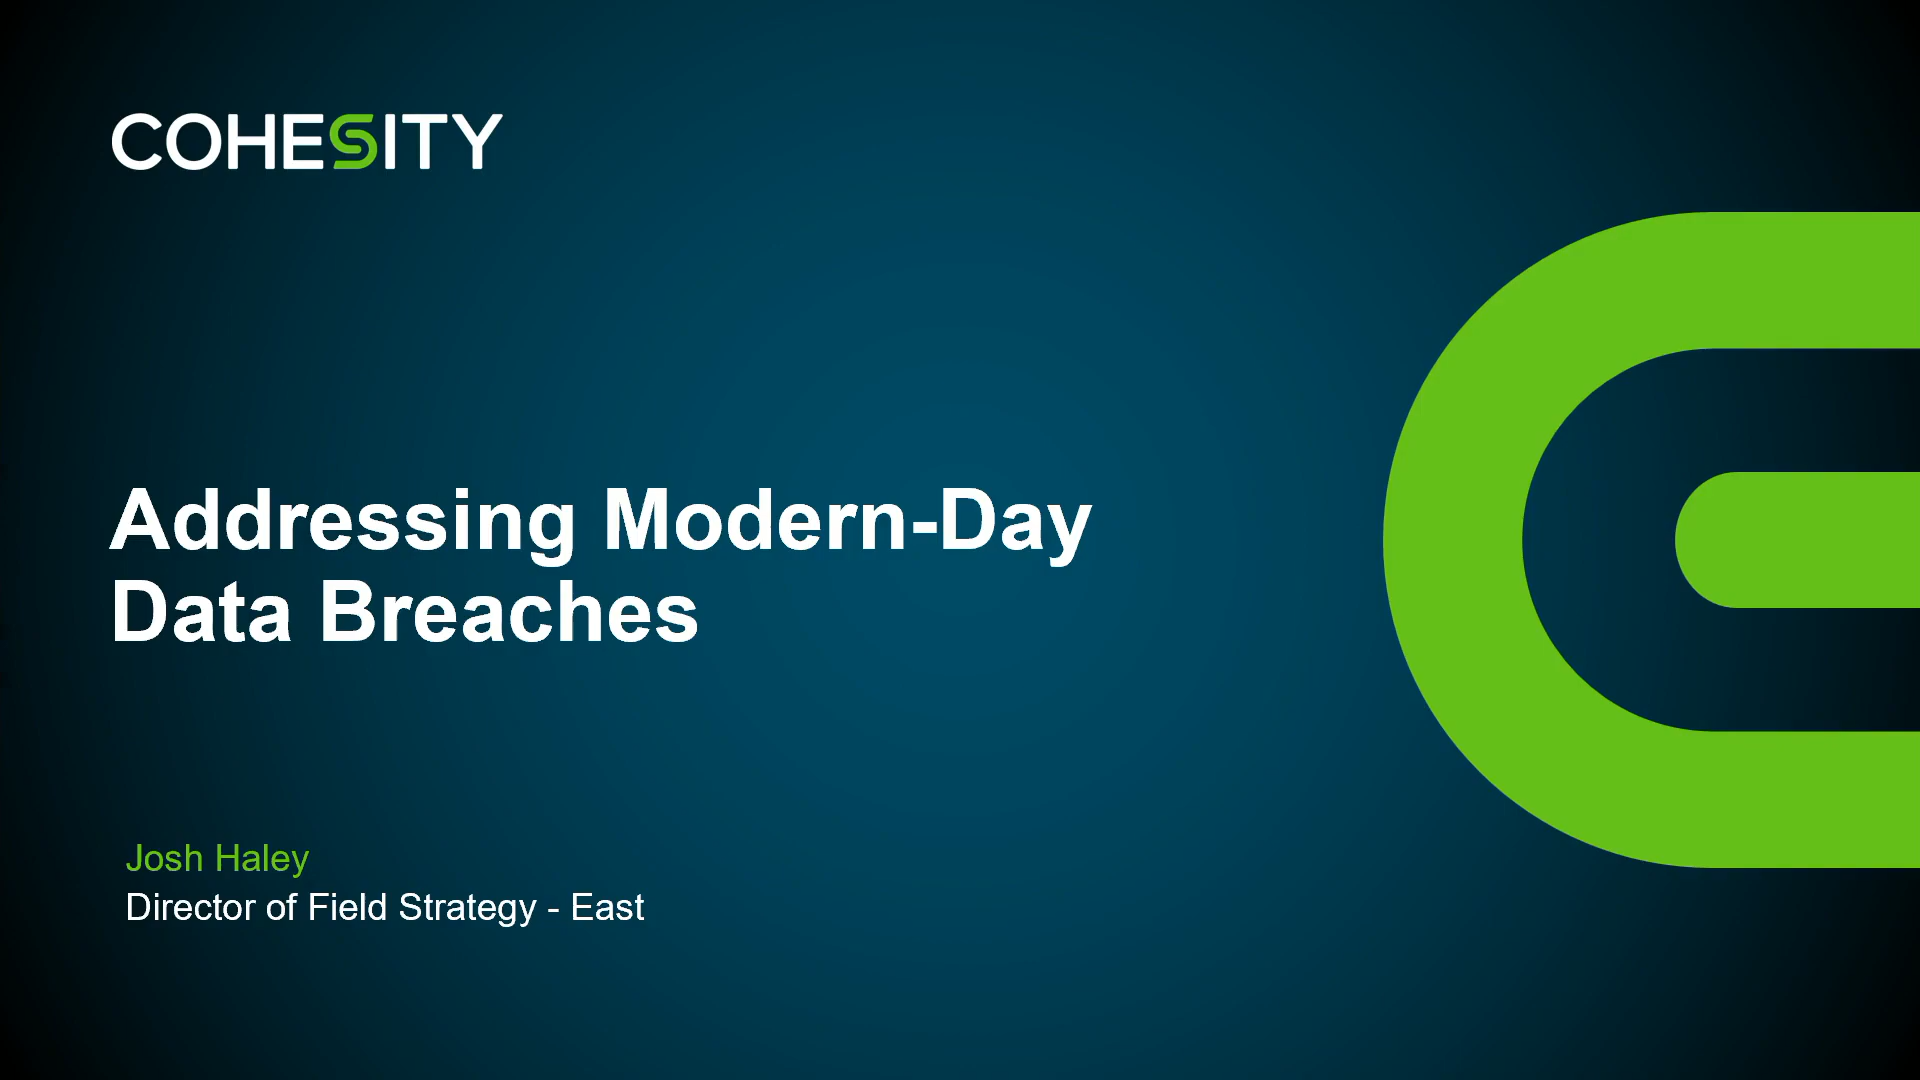 COHESITY
Addressing Modern-Day
Data Breaches
Josh Haley
Director of Field Strategy - East